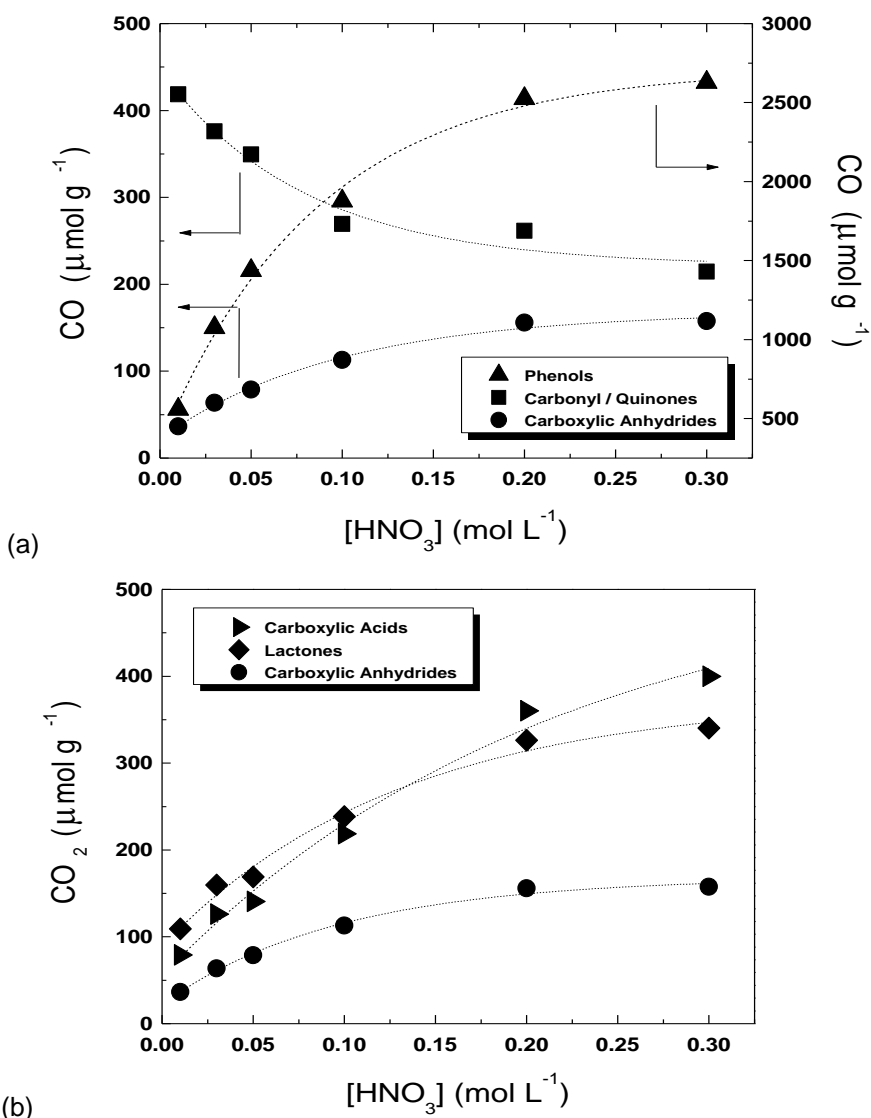 500
400
300
200
100
0
CO (μmol g⁻¹)
3000
2500
2000
1500
1000
500
CO (μmol g⁻¹)
Phenols
Carbonyl / Quinones
Carboxylic Anhydrides
0.00 0.05 0.10 0.15 0.20 0.25 0.30
[HNO₃] (mol L⁻¹)
(a)
500
400
300
200
100
0
CO₂ (μmol g⁻¹)
Carboxylic Acids
Lactones
Carboxylic Anhydrides
0.00 0.05 0.10 0.15 0.20 0.25 0.30
[HNO₃] (mol L⁻¹)
(b)